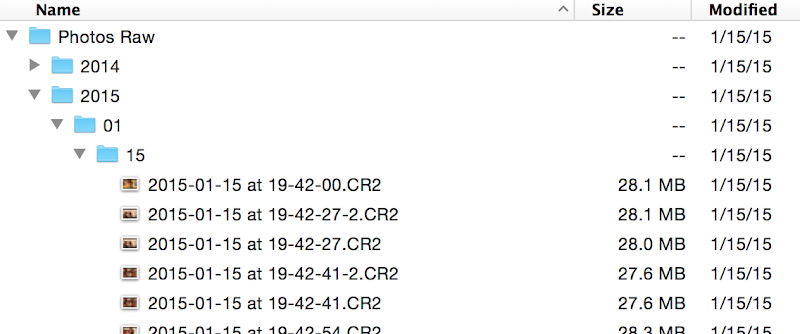 Name Size Modified
Photos Raw -- 1/15/15
2014 -- 1/15/15
2015 -- 1/15/15
01 -- 1/15/15
15 -- 1/15/15
2015-01-15 at 19-42-00.CR2 28.1 MB 1/15/15
2015-01-15 at 19-42-27-2.CR2 28.1 MB 1/15/15
2015-01-15 at 19-42-27.CR2 28.0 MB 1/15/15
2015-01-15 at 19-42-41-2.CR2 27.6 MB 1/15/15
2015-01-15 at 19-42-41.CR2 27.6 MB 1/15/15
2015-01-15 at 19-42-54.CR2 28.3 MB 1/15/15